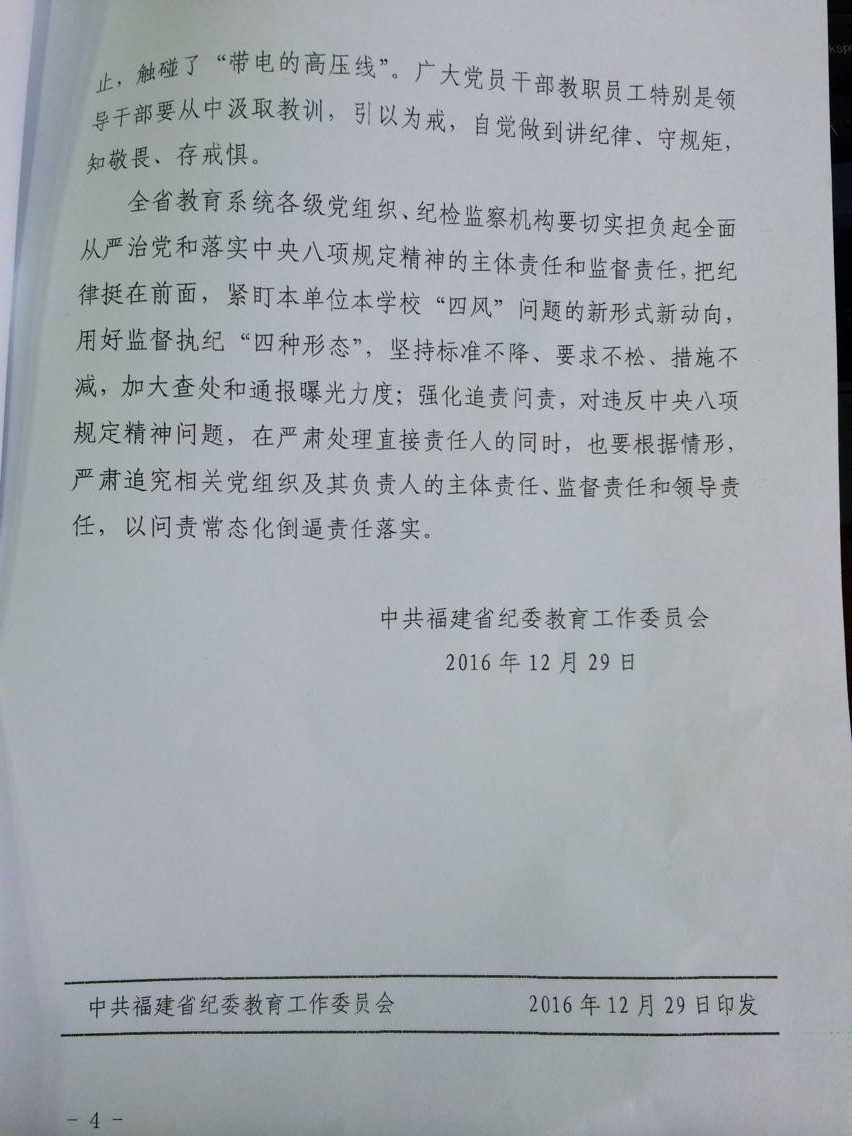 止，触碰了“带电的高压线”。广大党员干部教职员工特别是领
导干部要从中汲取教训，引以为戒，自觉做到讲纪律、守规矩，
知敬畏、存戒惧。
全省教育系统各级党组织、纪检监察机构要切实担负起全面
从严治党和落实中央八项规定精神的主体责任和监督责任，把纪
律挺在前面，紧盯本单位本学校“四风”问题的新形式新动向，
用好监督执纪“四种形态”，坚持标准不降、要求不松、措施不
减，加大查处和通报曝光力度；强化追责问责，对违反中央八项
规定精神问题，在严肃处理直接责任人的同时，也要根据情形，
严肃追究相关党组织及其负责人的主体责任、监督责任和领导责
任，以问责常态化倒逼责任落实。
中共福建省纪委教育工作委员会
2016年12月29日
中共福建省纪委教育工作委员会 2016年12月29日印发
- 4 -